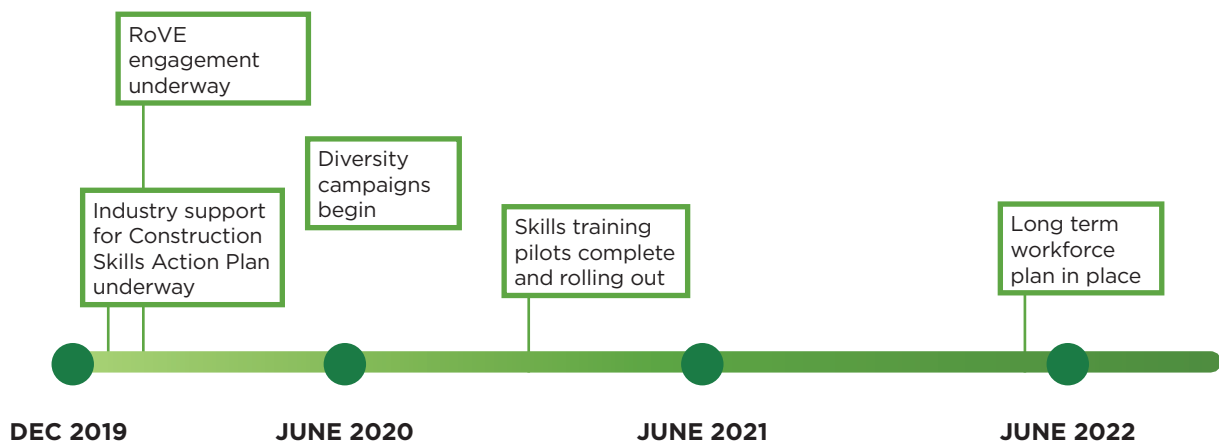 RoVE
engagement
underway
Diversity
campaigns
begin
Industry support
for Construction
Skills Action Plan
underway
Skills training
pilots complete
and rolling out
Long term
workforce
plan in place
DEC 2019
JUNE 2020
JUNE 2021
JUNE 2022